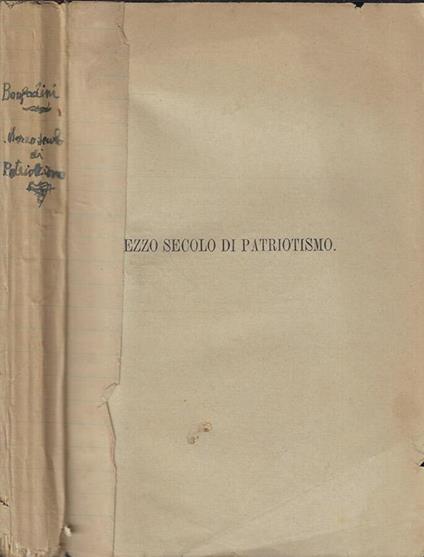 Bonfadini
Mezzo secolo
di
Patriottismo
EZZO SECOLO DI PATRIOTISMO.